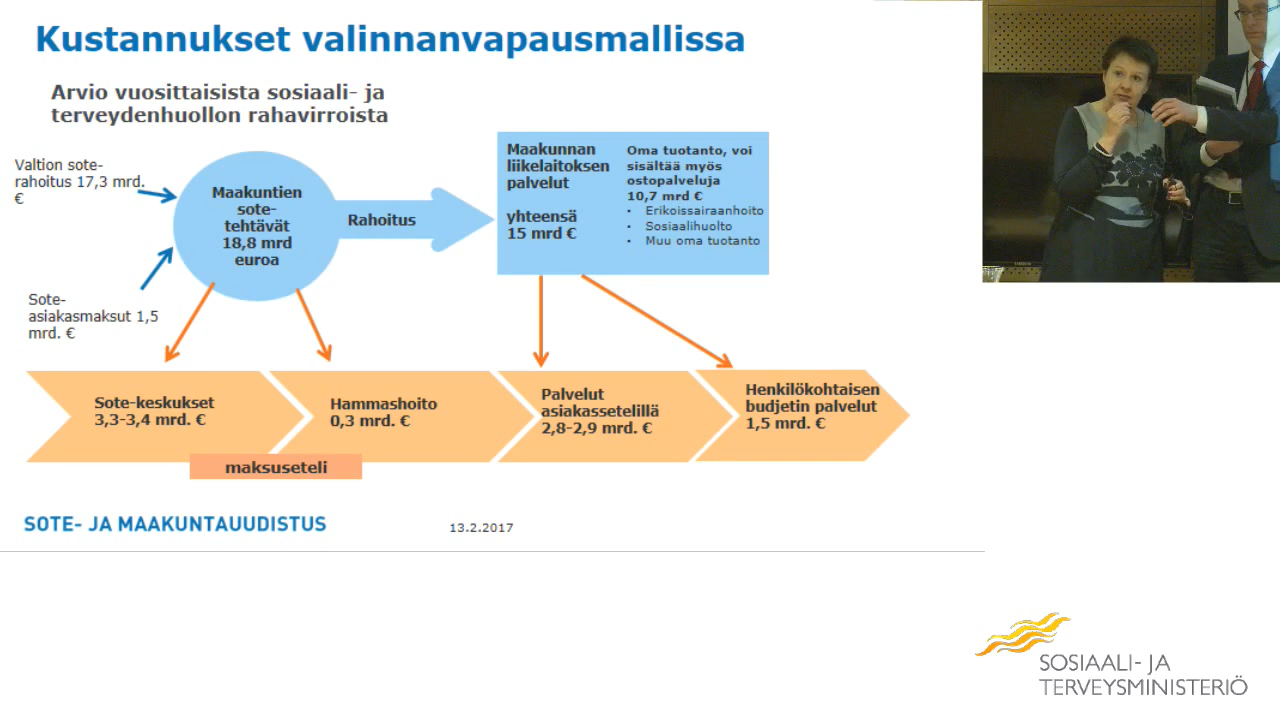 Kustannukset valinnanvapausmallissa
Arvio vuosittaisista sosiaali- ja
terveydenhuollon rahavirroista
Valtion sote-
rahoitus 17,3 mrd.
€
Sote-
asiakasmaksut 1,5
mrd. €
Maakuntien
sote-
tehtävät
18,8 mrd
euroa
Rahoitus
Maakunnan
liikelaitoksen
palvelut
yhteensä
15 mrd €
Oma tuotanto, voi
sisältää myös
ostopalveluja
10,7 mrd €
• Erikoissairaanhoito
• Sosiaalihuolto
• Muu oma tuotanto
Sote-keskukset
3,3-3,4 mrd. €
Hammashoito
0,3 mrd. €
Palvelut
asiakassetelillä
2,8-2,9 mrd. €
Henkilökohtaisen
budjetin palvelut
1,5 mrd. €
maksuseteli
SOTE- JA MAAKUNTAUUDISTUS
13.2.2017
SOSIAALI- JA
TERVEYSMINISTERIÖ